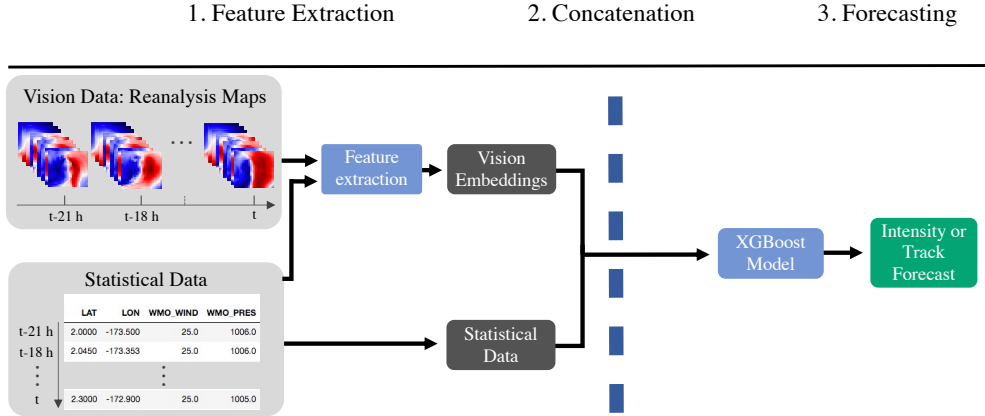 1. Feature Extraction
2. Concatenation
3. Forecasting
Vision Data: Reanalysis Maps
t-21 h
t-18 h
t
Feature
extraction
Vision
Embeddings
XGBoost
Model
Intensity or
Track
Forecast
Statistical Data
LAT LON WMO_WIND WMO_PRES
t-21 h 2.0000 -173.500 25.0 1006.0
t-18 h 2.0450 -173.353 25.0 1006.0
t 2.3000 -172.900 25.0 1005.0
Statistical
Data